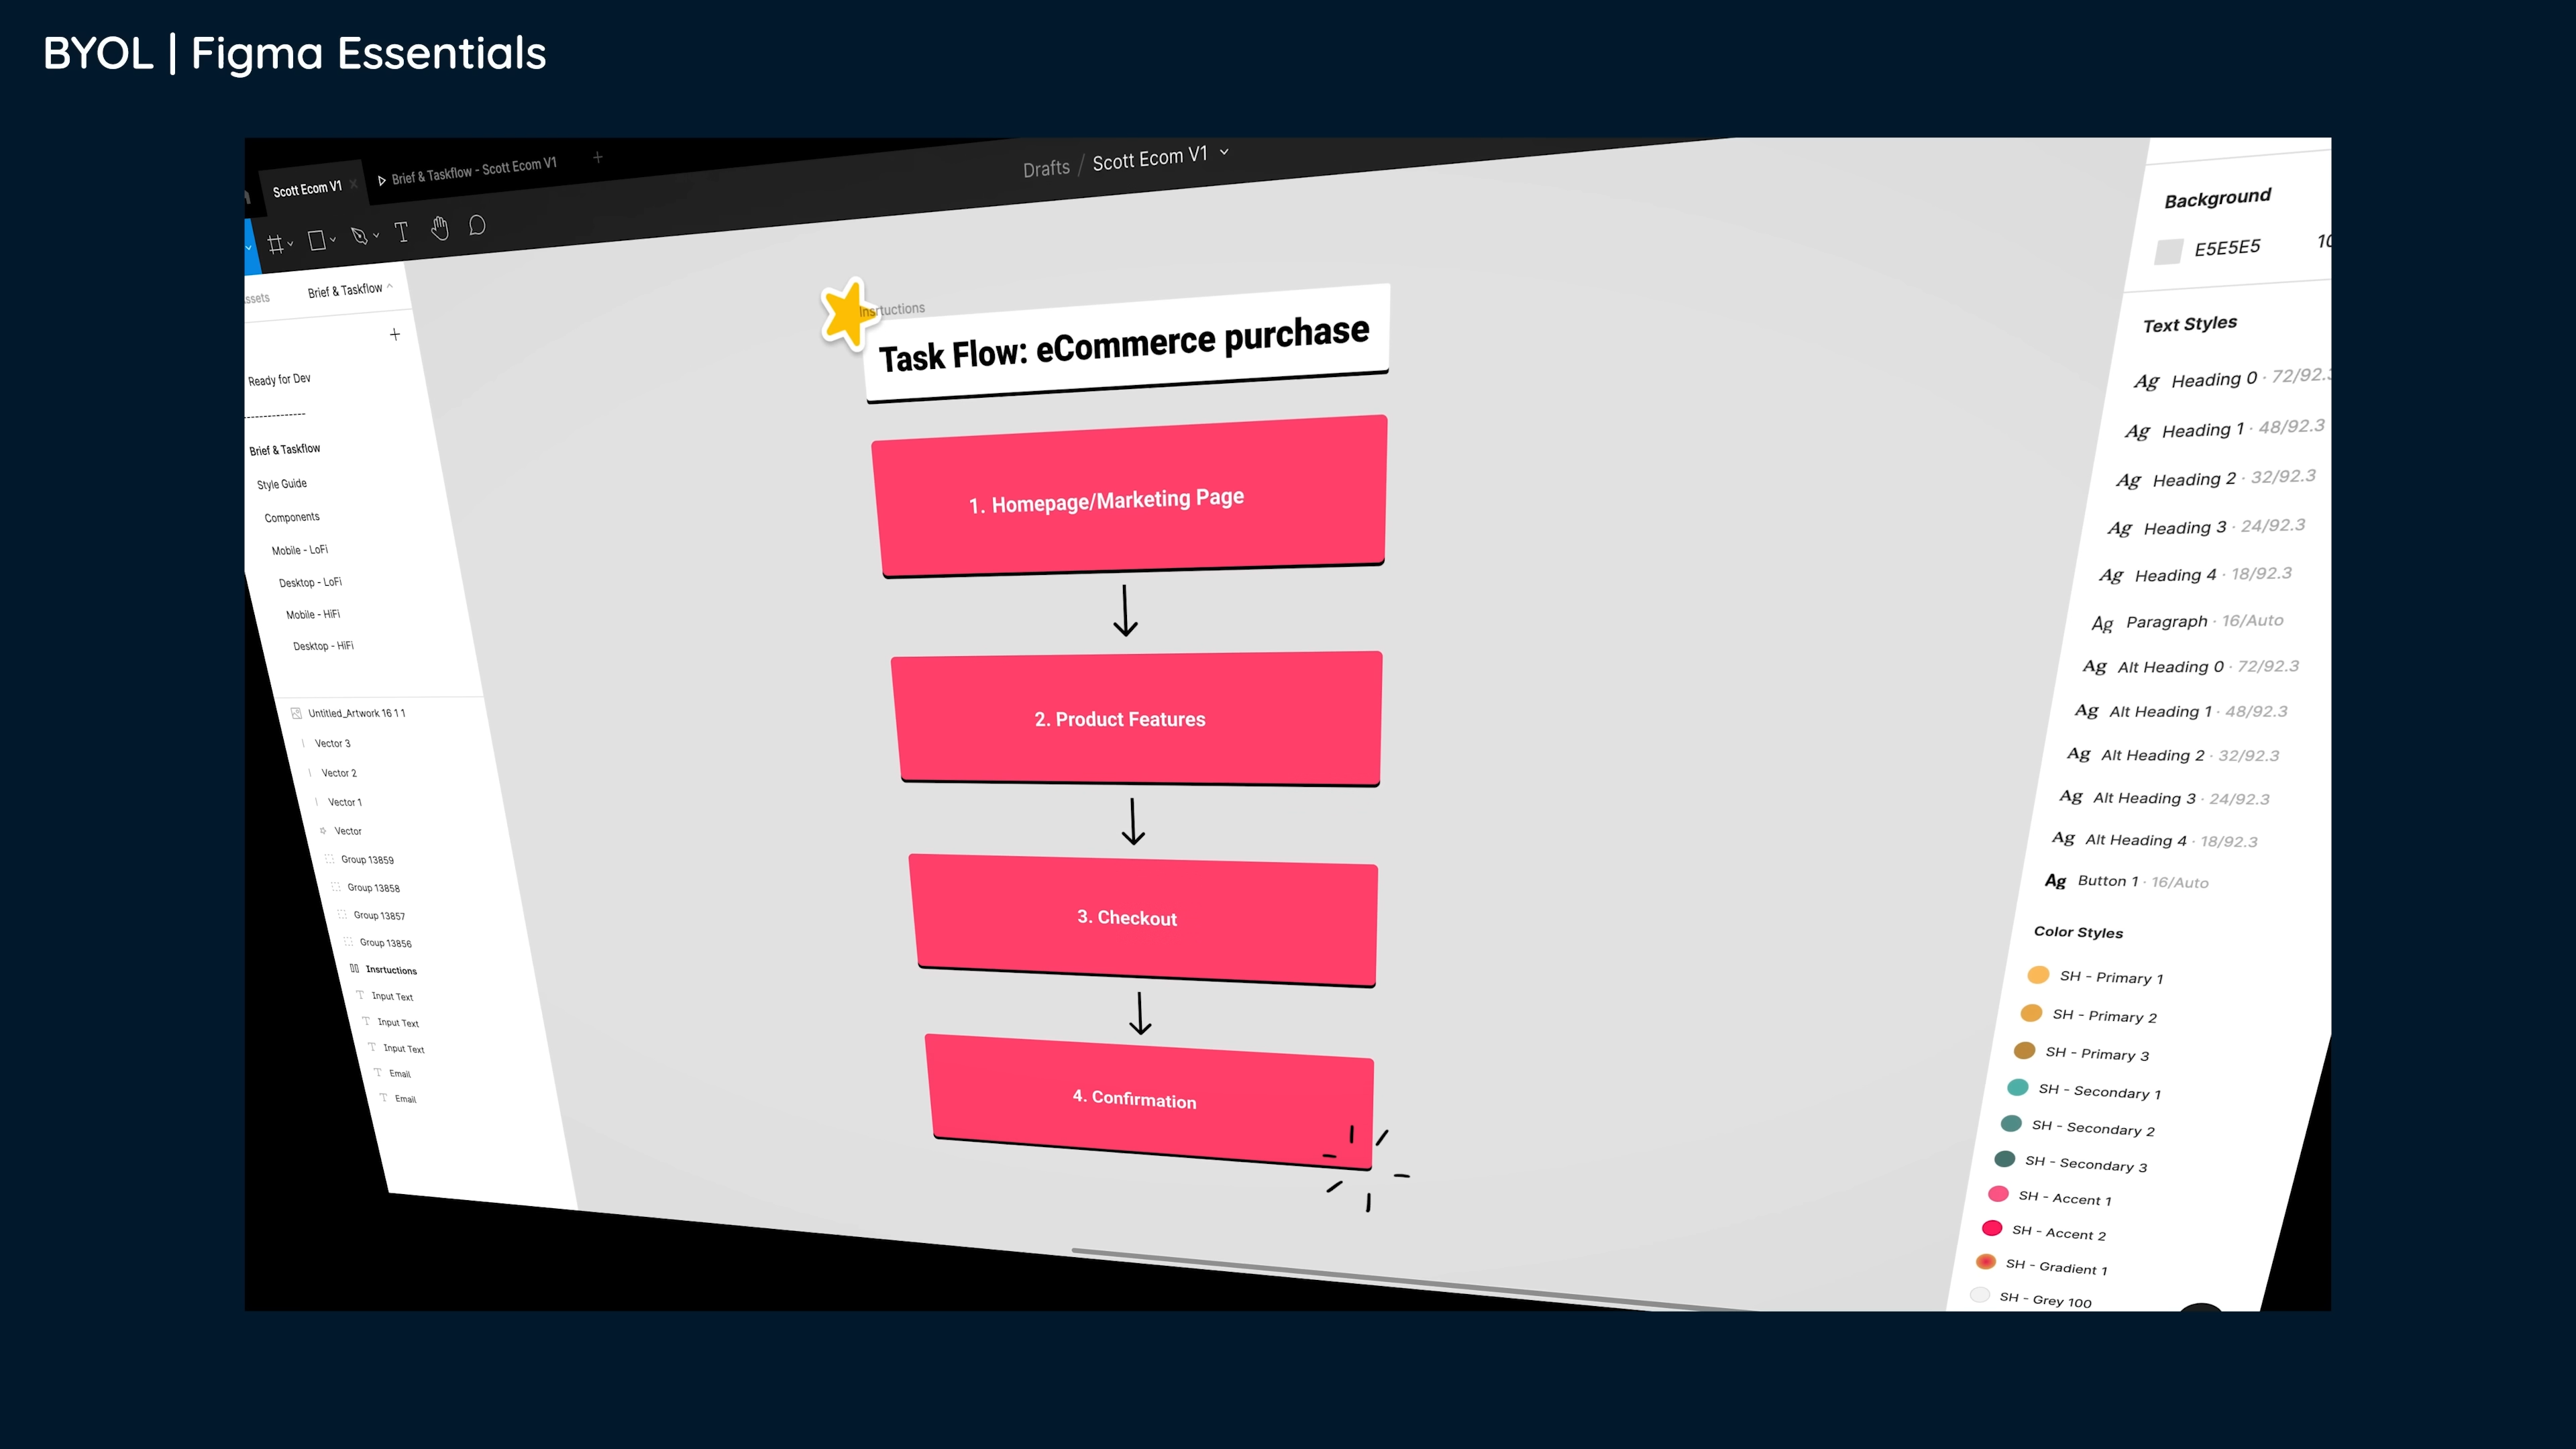 BYOL | Figma Essentials
Scott Ecom V1
Brief & Taskflow - Scott Ecom V1
Drafts / Scott Ecom V1
Brief & Taskflow
Ready for Dev
---------------
Brief & Taskflow
Style Guide
Components
Mobile - LoFi
Desktop - LoFi
Mobile - HiFi
Desktop - HiFi
Untitled_Artwork 16 1 1
Vector 3
Vector 2
Vector 1
Vector
Group 13859
Group 13858
Group 13857
Group 13856
Insrtuctions
Input Text
Input Text
Input Text
Email
Email
Insrtuctions
Task Flow: eCommerce purchase
1. Homepage/Marketing Page
2. Product Features
3. Checkout
4. Confirmation
Background
E5E5E5
Text Styles
Ag Heading 0 · 72/92.3
Ag Heading 1 · 48/92.3
Ag Heading 2 · 32/92.3
Ag Heading 3 · 24/92.3
Ag Heading 4 · 18/92.3
Ag Paragraph · 16/Auto
Ag Alt Heading 0 · 72/92.3
Ag Alt Heading 1 · 48/92.3
Ag Alt Heading 2 · 32/92.3
Ag Alt Heading 3 · 24/92.3
Ag Alt Heading 4 · 18/92.3
Ag Button 1 · 16/Auto
Color Styles
SH - Primary 1
SH - Primary 2
SH - Primary 3
SH - Secondary 1
SH - Secondary 2
SH - Secondary 3
SH - Accent 1
SH - Accent 2
SH - Gradient 1
SH - Grey 100